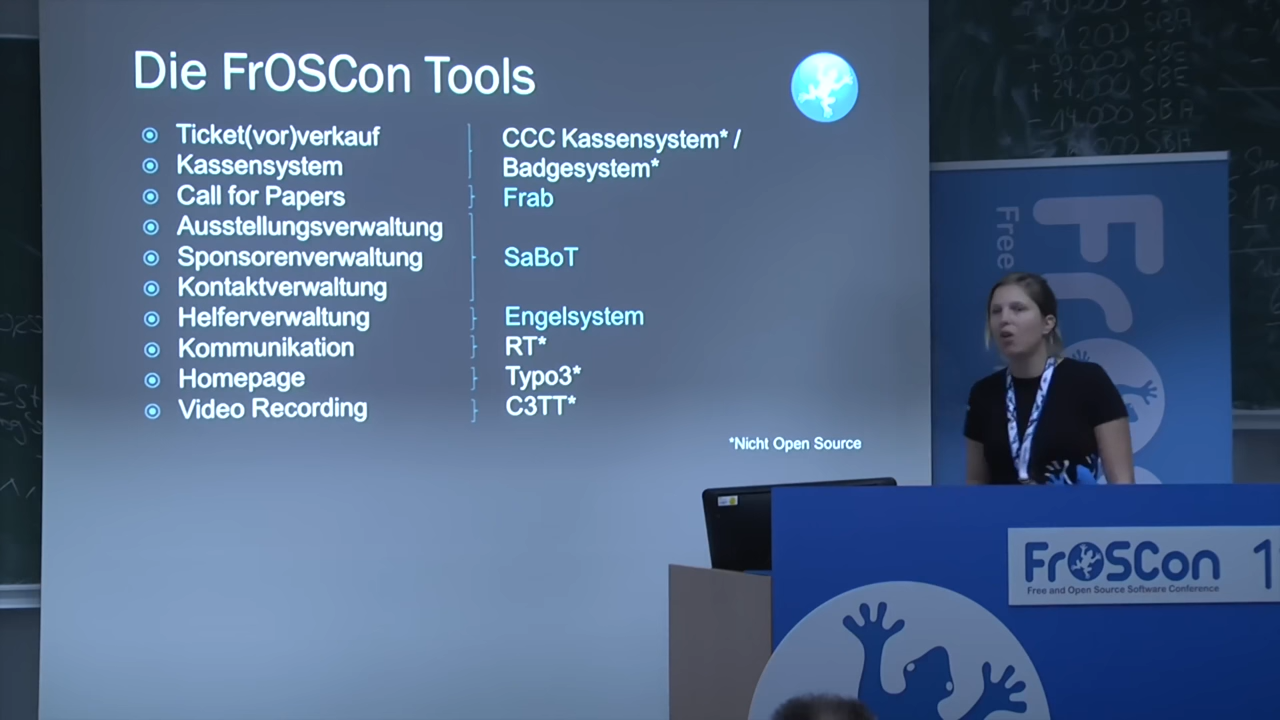 Die FrOSCon Tools
Ticket(vor)verkauf
Kassensystem
CCC Kassensystem* /
Badgesystem*
Call for Papers
Frab
Ausstellungsverwaltung
Sponsorenverwaltung
Kontaktverwaltung
SaBoT
Helferverwaltung
Engelsystem
Kommunikation
RT*
Homepage
Typo3*
Video Recording
C3TT*
*Nicht Open Source
Free
FrOSCon 1
Free and Open Source Software Conference